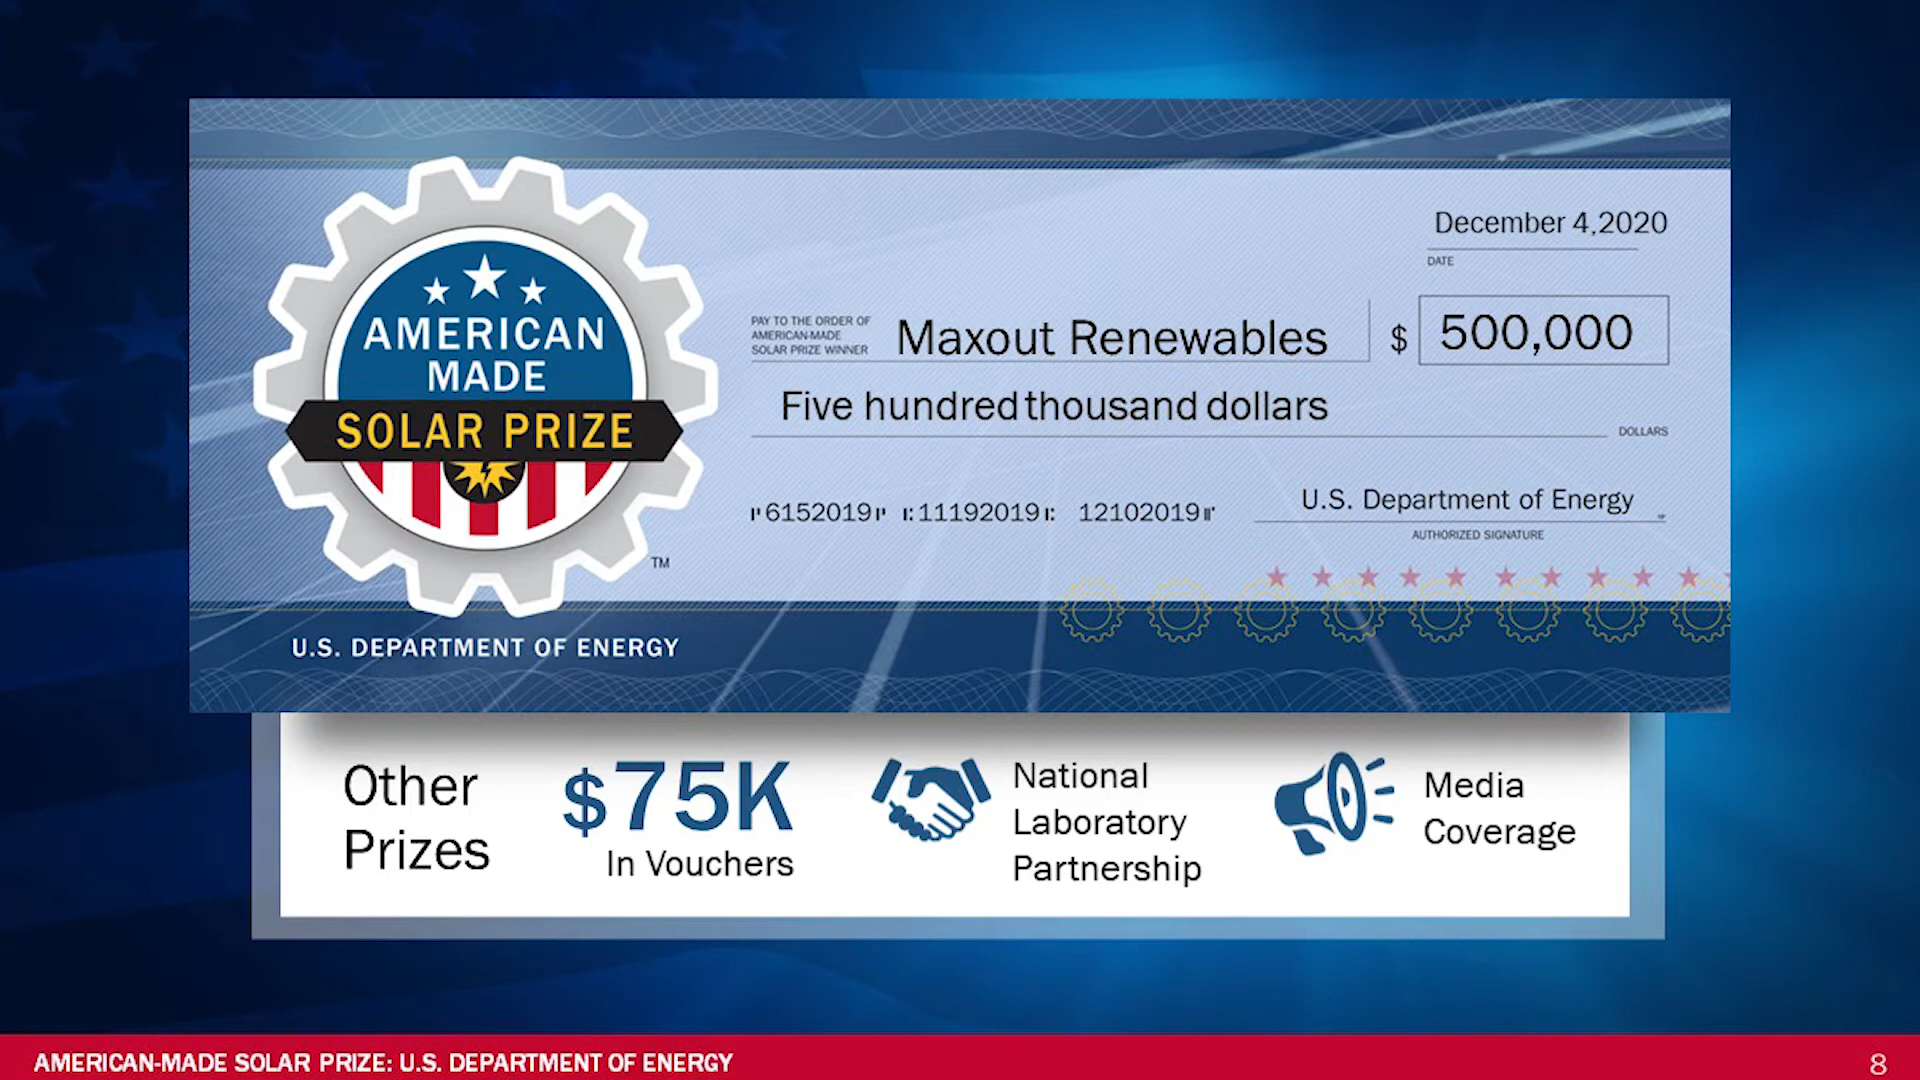 AMERICAN
MADE
SOLAR PRIZE
TM
U.S. DEPARTMENT OF ENERGY
December 4,2020
DATE
PAY TO THE ORDER OF
AMERICAN-MADE
SOLAR PRIZE WINNER
Maxout Renewables
$ 500,000
Five hundred thousand dollars
DOLLARS
6152019 11192019 12102019
U.S. Department of Energy
AUTHORIZED SIGNATURE
Other
Prizes
$75K
In Vouchers
National
Laboratory
Partnership
Media
Coverage
AMERICAN-MADE SOLAR PRIZE: U.S. DEPARTMENT OF ENERGY
8